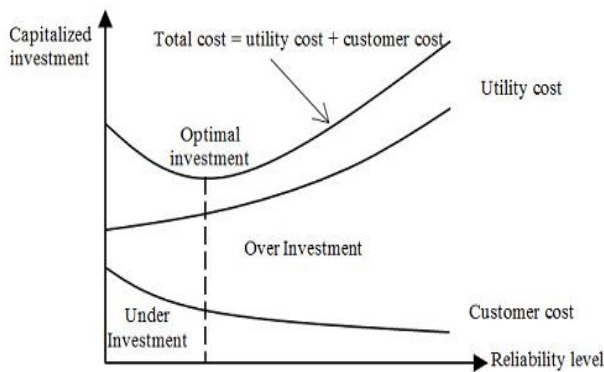 Capitalized
investment
Total cost = utility cost + customer cost
Utility cost
Optimal
investment
Over Investment
Under
Investment
Customer cost
Reliability level